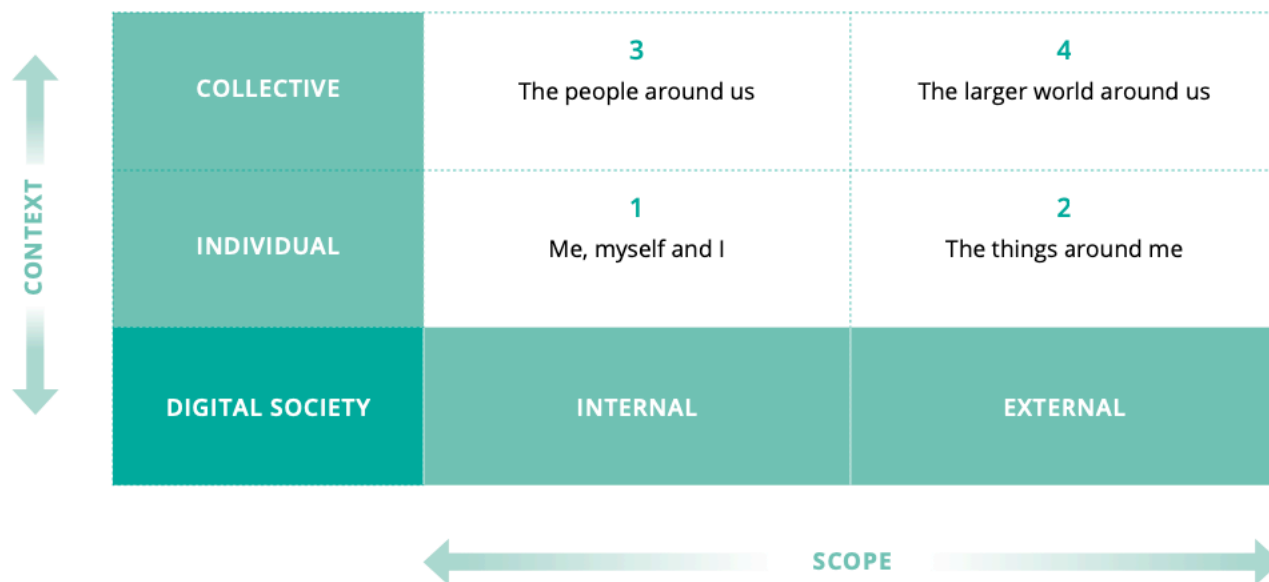 3
4
COLLECTIVE
The people around us
The larger world around us
CONTEXT
1
2
INDIVIDUAL
Me, myself and I
The things around me
DIGITAL SOCIETY
INTERNAL
EXTERNAL
SCOPE